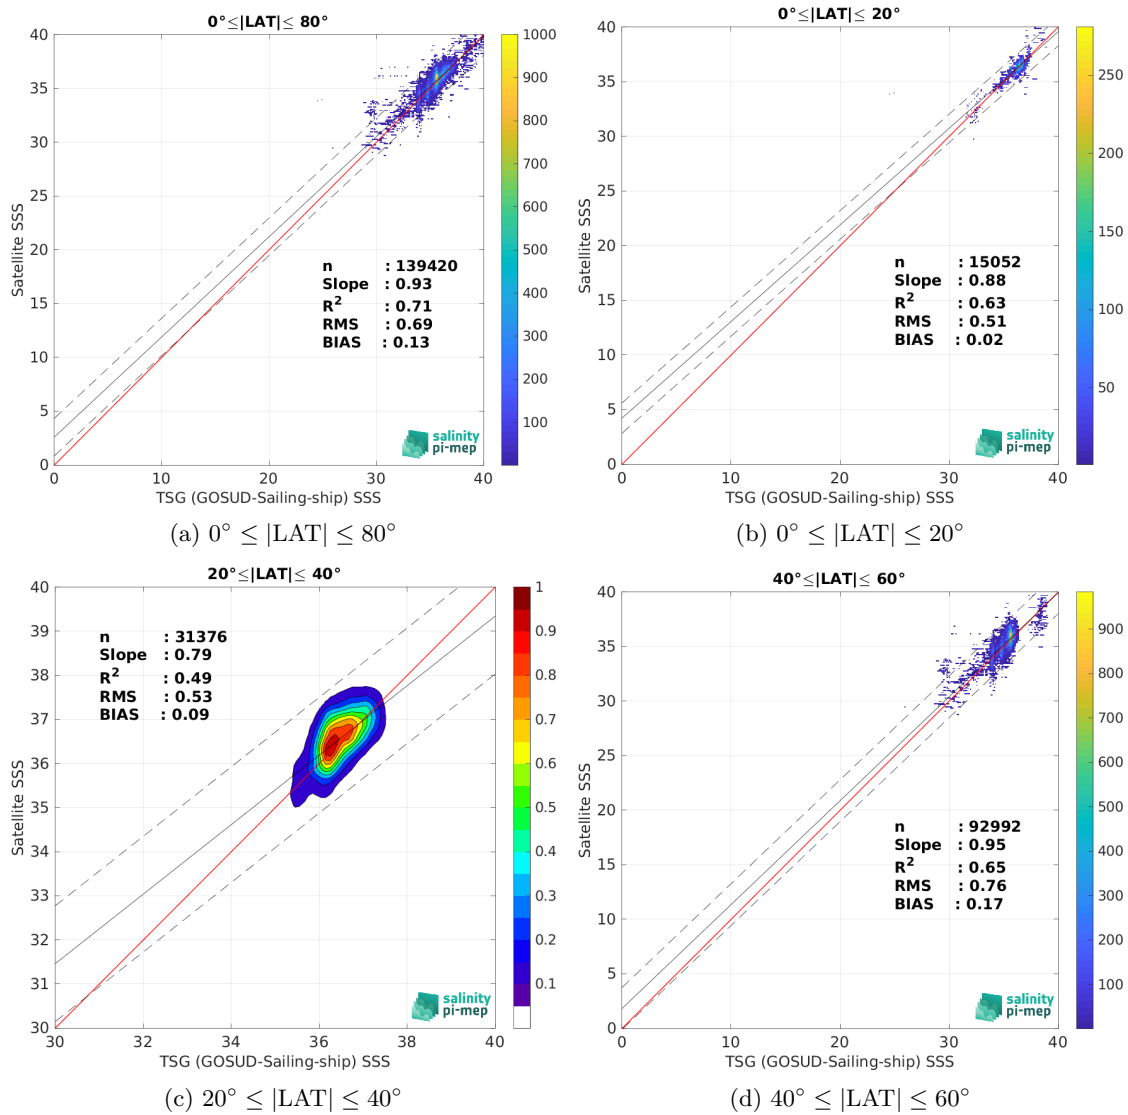 0°≤|LAT|≤ 80°
40
35
30
25
20
15
10
5
0
Satellite SSS
n : 139420
Slope : 0.93
R² : 0.71
RMS : 0.69
BIAS : 0.13
salinity
pi-mep
0 10 20 30 40
TSG (GOSUD-Sailing-ship) SSS
1000
900
800
700
600
500
400
300
200
100
(a) 0° ≤ |LAT| ≤ 80°
0°≤|LAT|≤ 20°
40
35
30
25
20
15
10
5
0
Satellite SSS
n : 15052
Slope : 0.88
R² : 0.63
RMS : 0.51
BIAS : 0.02
salinity
pi-mep
0 10 20 30 40
TSG (GOSUD-Sailing-ship) SSS
250
200
150
100
50
(b) 0° ≤ |LAT| ≤ 20°
20°≤|LAT|≤ 40°
40
39
38
37
36
35
34
33
32
31
30
Satellite SSS
n : 31376
Slope : 0.79
R² : 0.49
RMS : 0.53
BIAS : 0.09
salinity
pi-mep
30 32 34 36 38 40
TSG (GOSUD-Sailing-ship) SSS
1
0.9
0.8
0.7
0.6
0.5
0.4
0.3
0.2
0.1
(c) 20° ≤ |LAT| ≤ 40°
40°≤|LAT|≤ 60°
40
35
30
25
20
15
10
5
0
Satellite SSS
n : 92992
Slope : 0.95
R² : 0.65
RMS : 0.76
BIAS : 0.17
salinity
pi-mep
0 10 20 30 40
TSG (GOSUD-Sailing-ship) SSS
900
800
700
600
500
400
300
200
100
(d) 40° ≤ |LAT| ≤ 60°